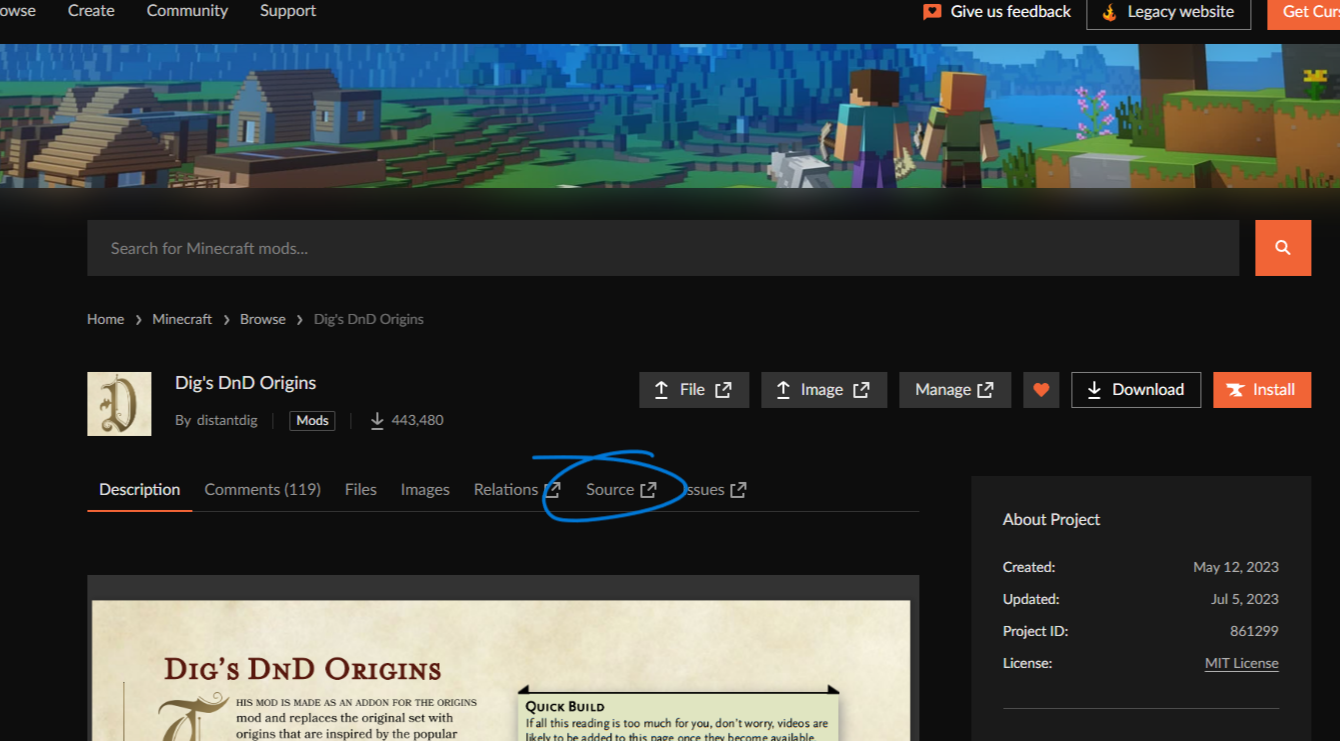 owse Create Community Support Give us feedback Legacy website Get Curs
Search for Minecraft mods...
Home > Minecraft > Browse > Dig's DnD Origins
D
Dig's DnD Origins
File Image Manage Download Install
By distantdig Mods 443,480
Description Comments (119) Files Images Relations Source ssues
About Project
Created: May 12, 2023
Updated: Jul 5, 2023
Project ID: 861299
License: MIT License
DIG'S DND ORIGINS
THIS MOD IS MADE AS AN ADDON FOR THE ORIGINS
mod and replaces the original set with
origins that are inspired by the popular
QUICK BUILD
If all this reading is too much for you, don't worry, videos are
likely to be added to this page once they become available.